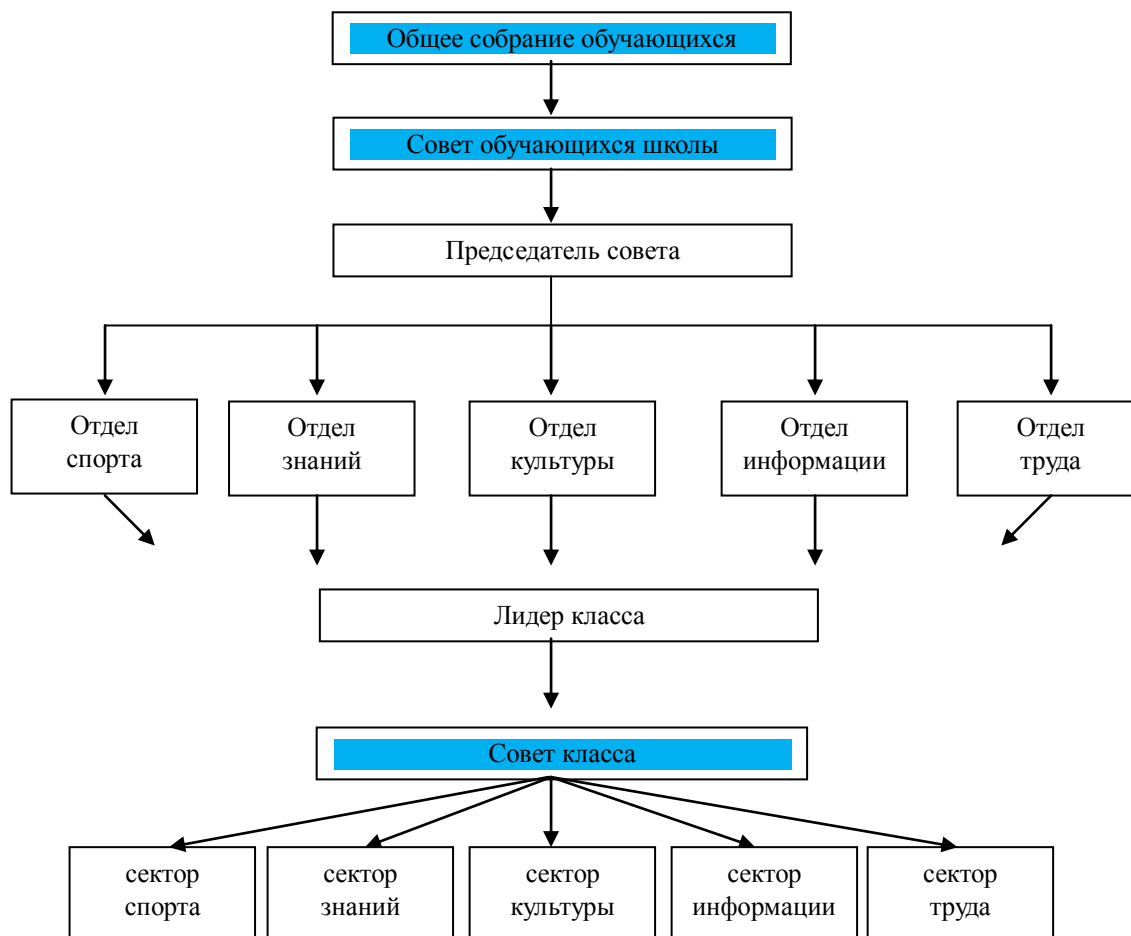 Общее собрание обучающихся
Совет обучающихся школы
Председатель совета
Отдел
спорта
Отдел
знаний
Отдел
культуры
Отдел
информации
Отдел
труда
Лидер класса
Совет класса
сектор
спорта
сектор
знаний
сектор
культуры
сектор
информации
сектор
труда